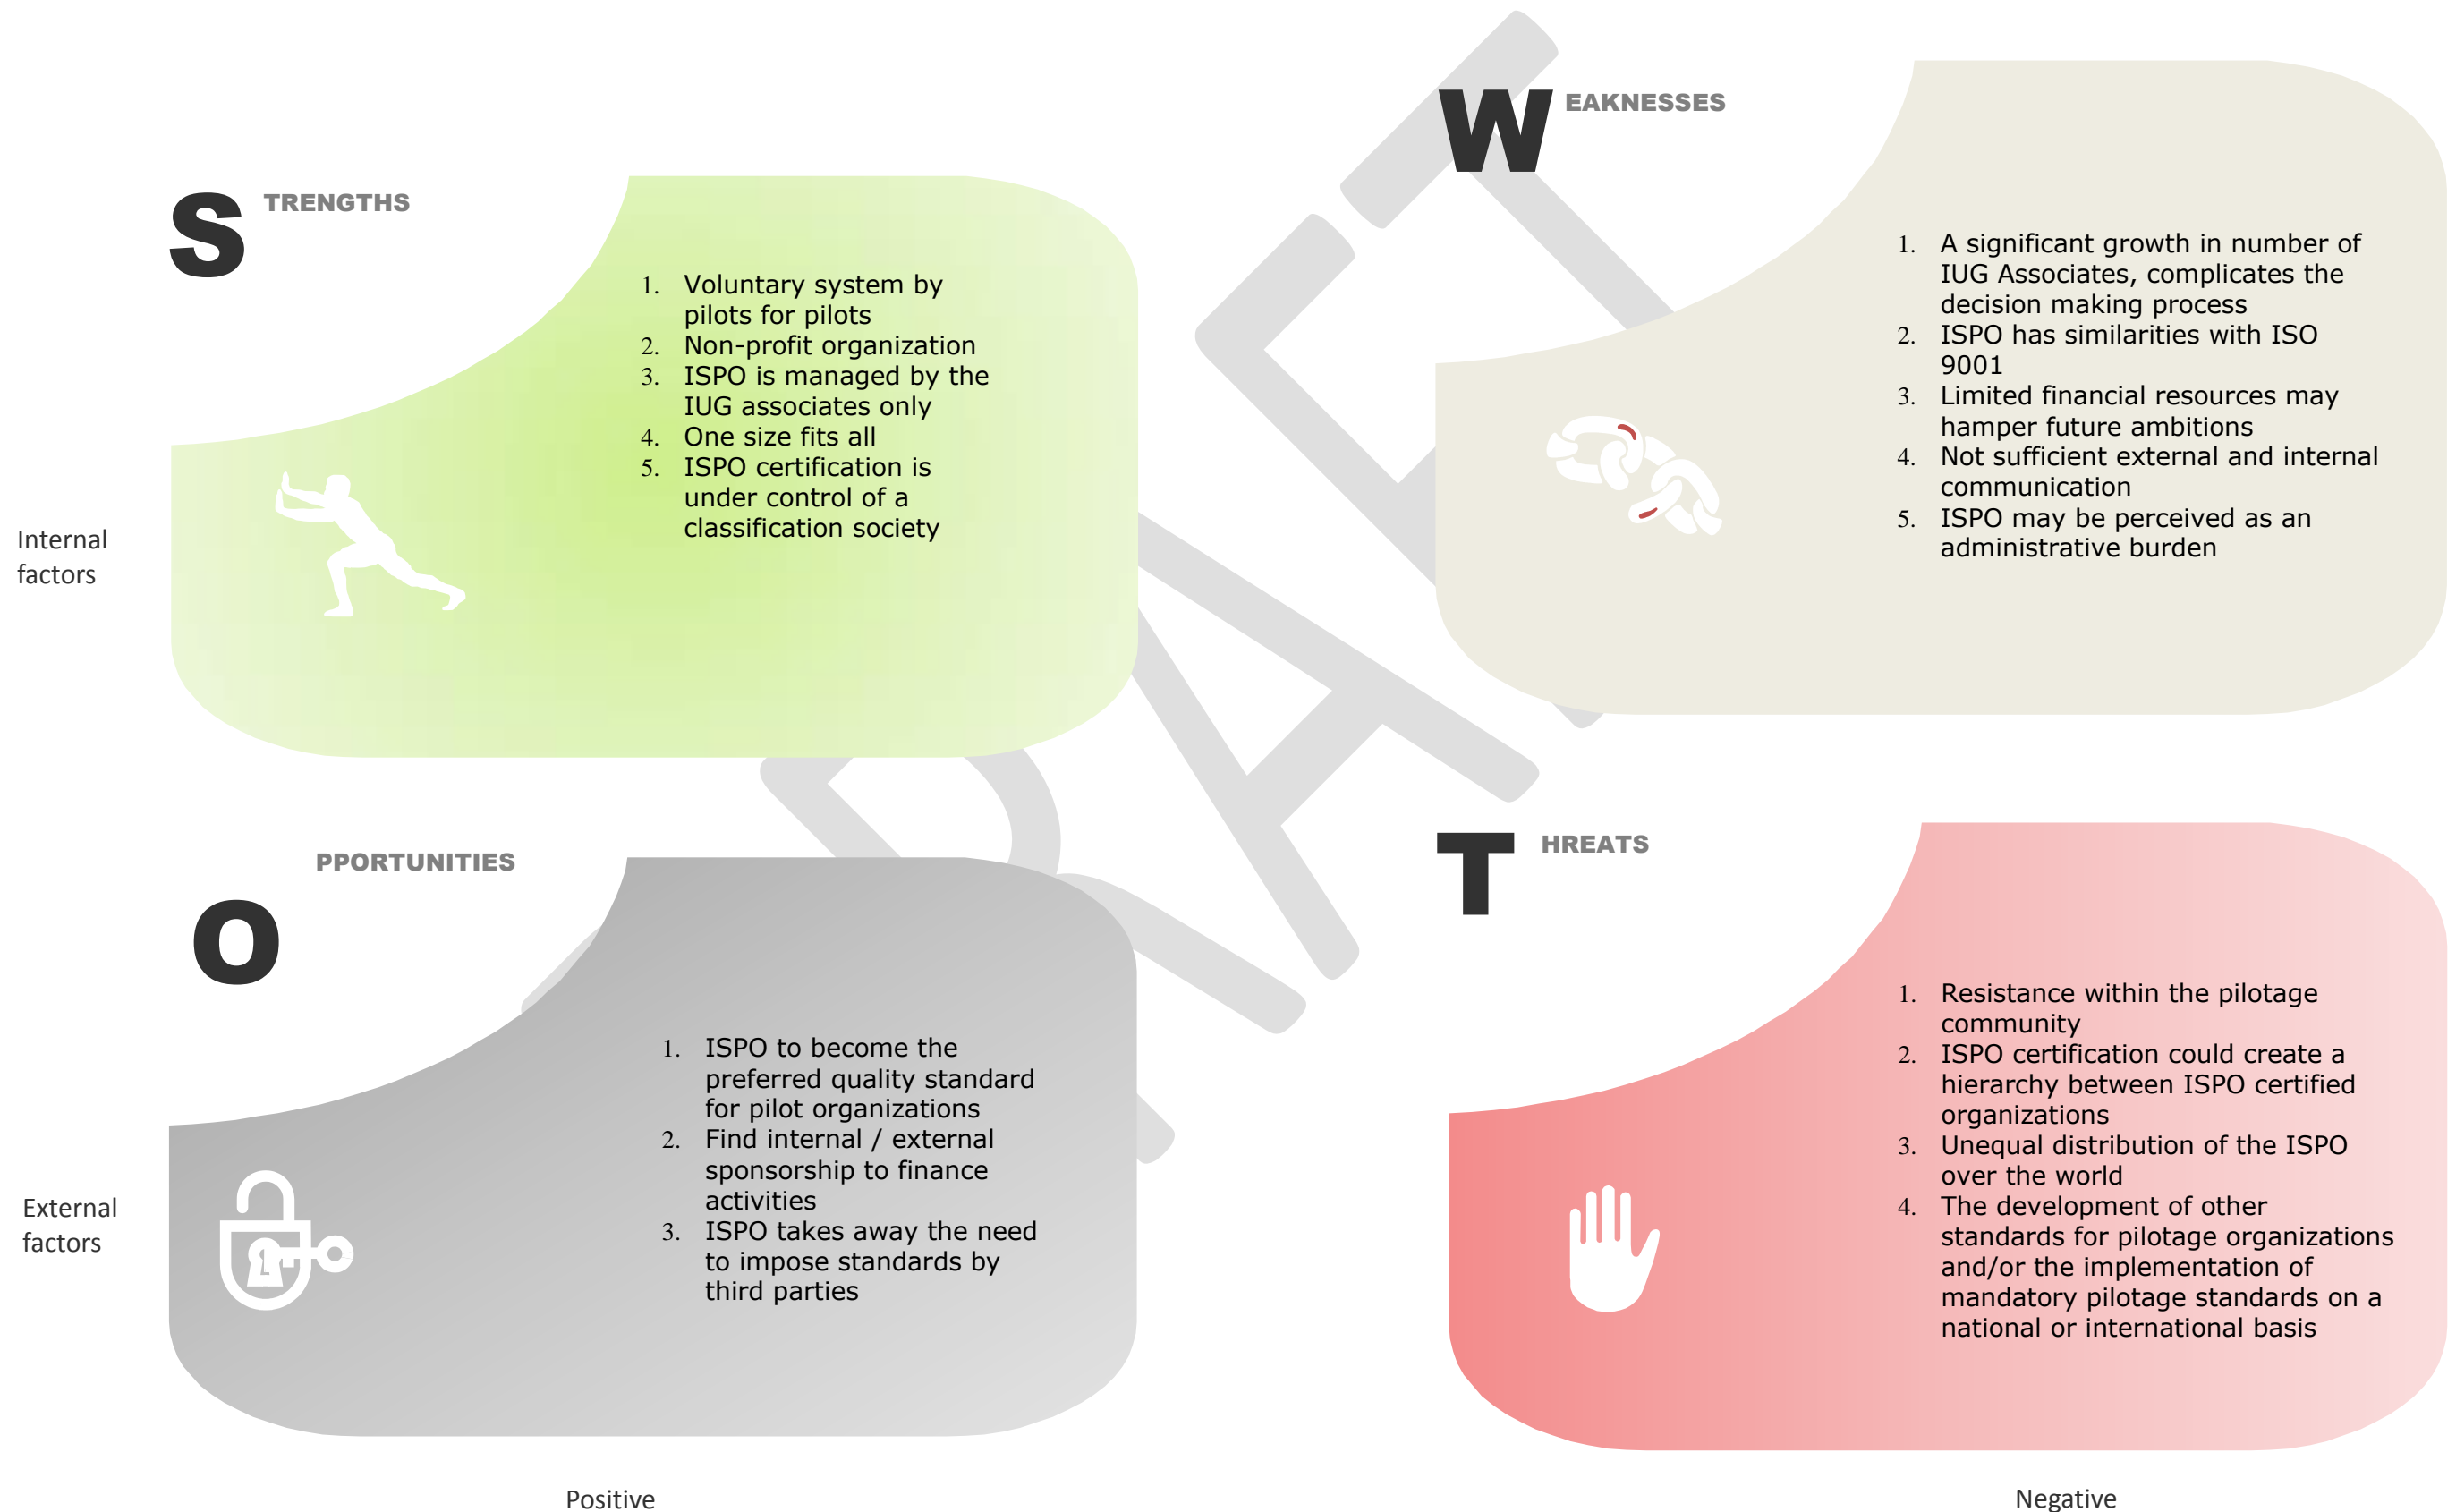 STRENGTHS
1. Voluntary system by
pilots for pilots
2. Non-profit organization
3. ISPO is managed by the
IUG associates only
4. One size fits all
5. ISPO certification is
under control of a
classification society
WEAKNESSES
1. A significant growth in number of
IUG Associates, complicates the
decision making process
2. ISPO has similarities with ISO
9001
3. Limited financial resources may
hamper future ambitions
4. Not sufficient external and internal
communication
5. ISPO may be perceived as an
administrative burden
Internal
factors
OPPORTUNITIES
1. ISPO to become the
preferred quality standard
for pilot organizations
2. Find internal / external
sponsorship to finance
activities
3. ISPO takes away the need
to impose standards by
third parties
THREATS
1. Resistance within the pilotage
community
2. ISPO certification could create a
hierarchy between ISPO certified
organizations
3. Unequal distribution of the ISPO
over the world
4. The development of other
standards for pilotage organizations
and/or the implementation of
mandatory pilotage standards on a
national or international basis
External
factors
Positive
Negative
DRAFT